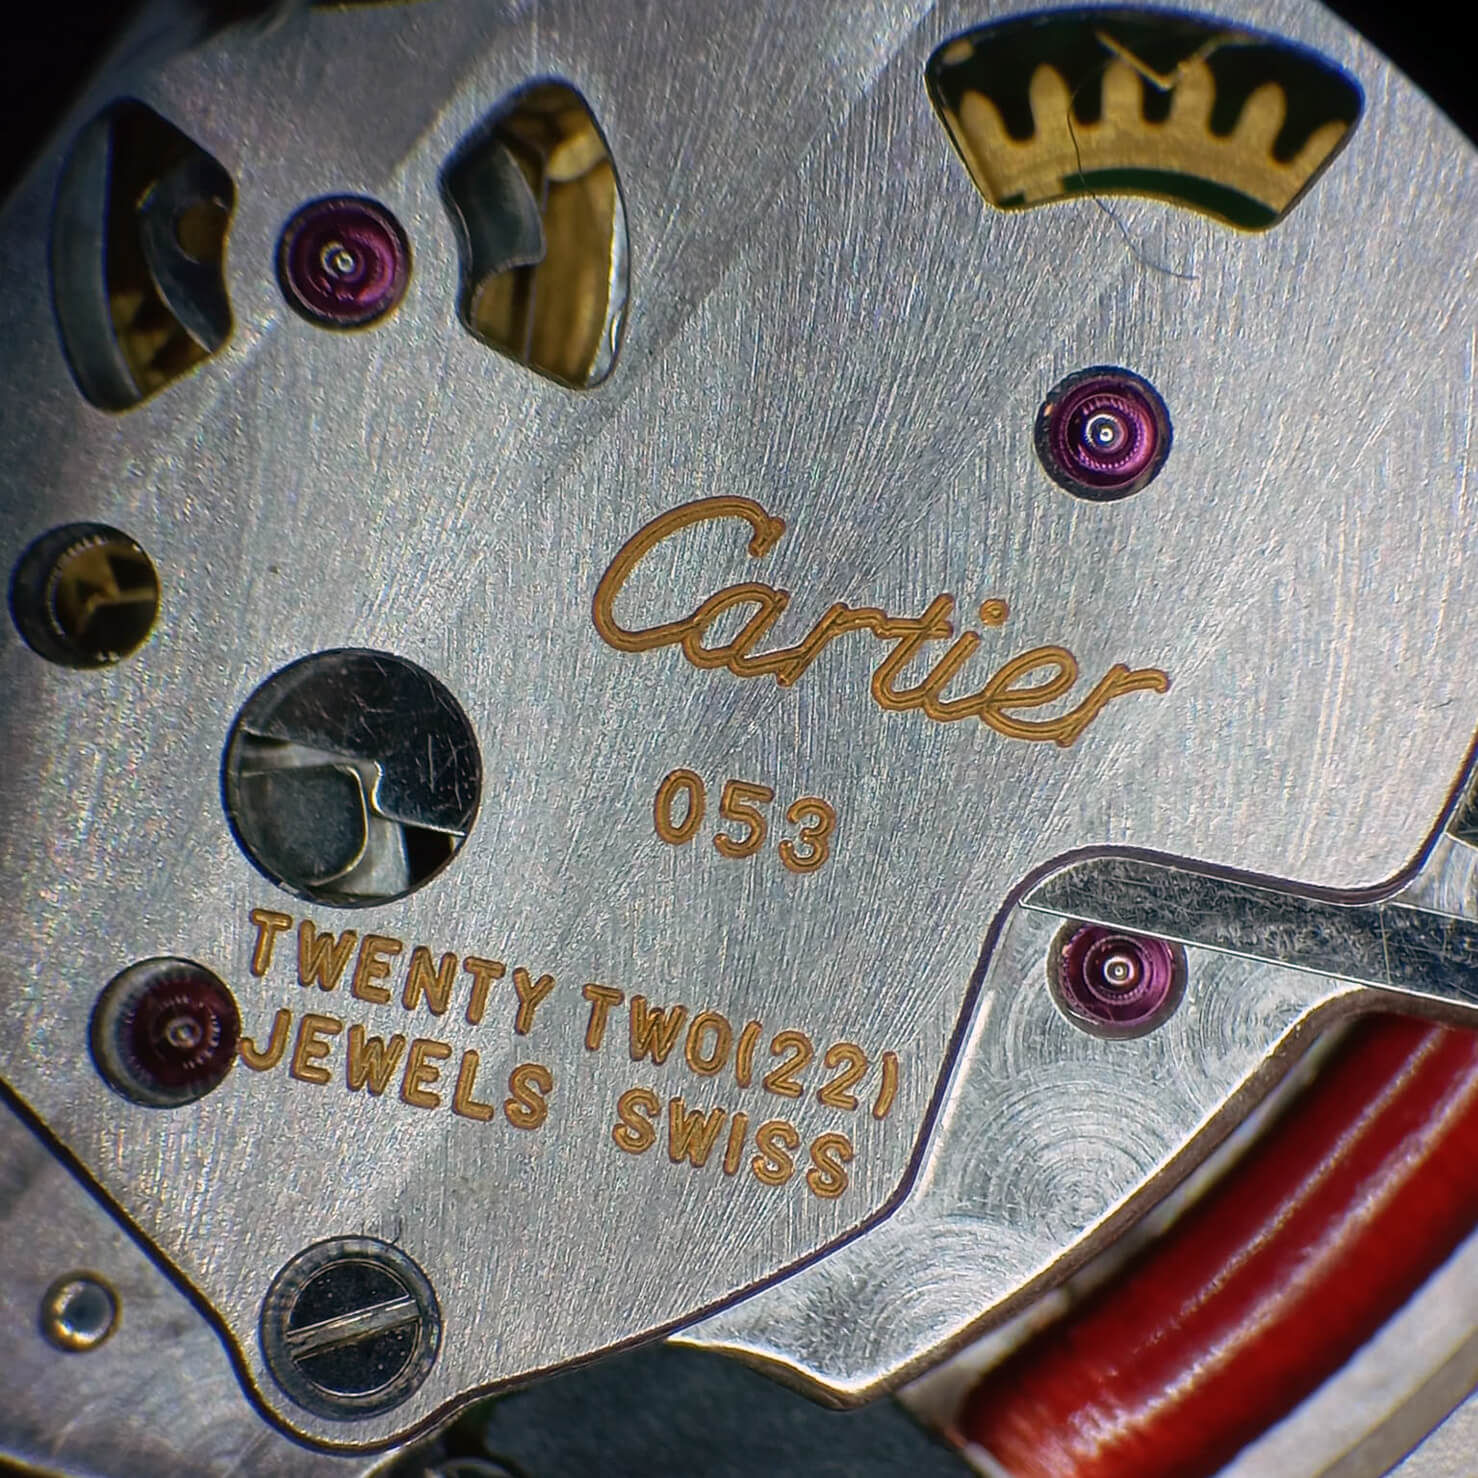 Cartier
053
TWENTY TWO(22)
JEWELS SWISS